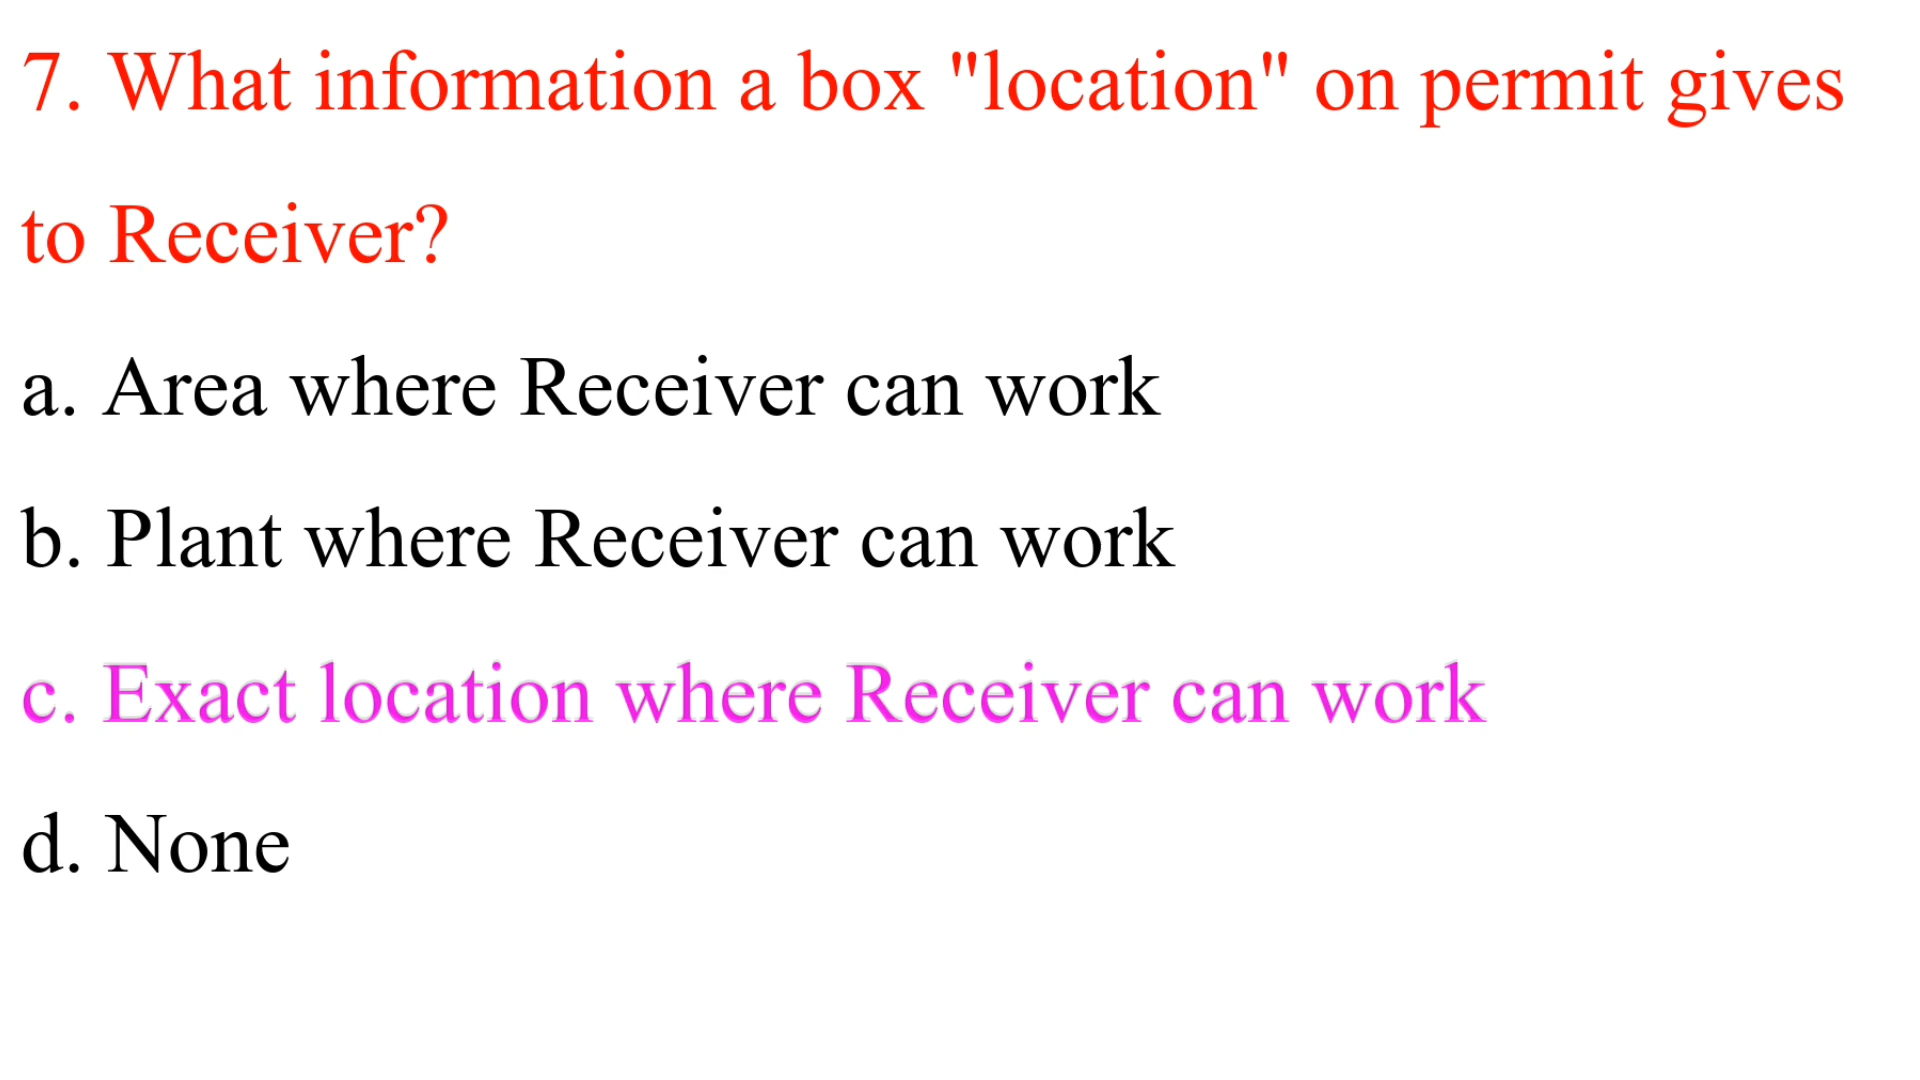 7. What information a box "location" on permit gives
to Receiver?
a. Area where Receiver can work
b. Plant where Receiver can work
c. Exact location where Receiver can work
d. None